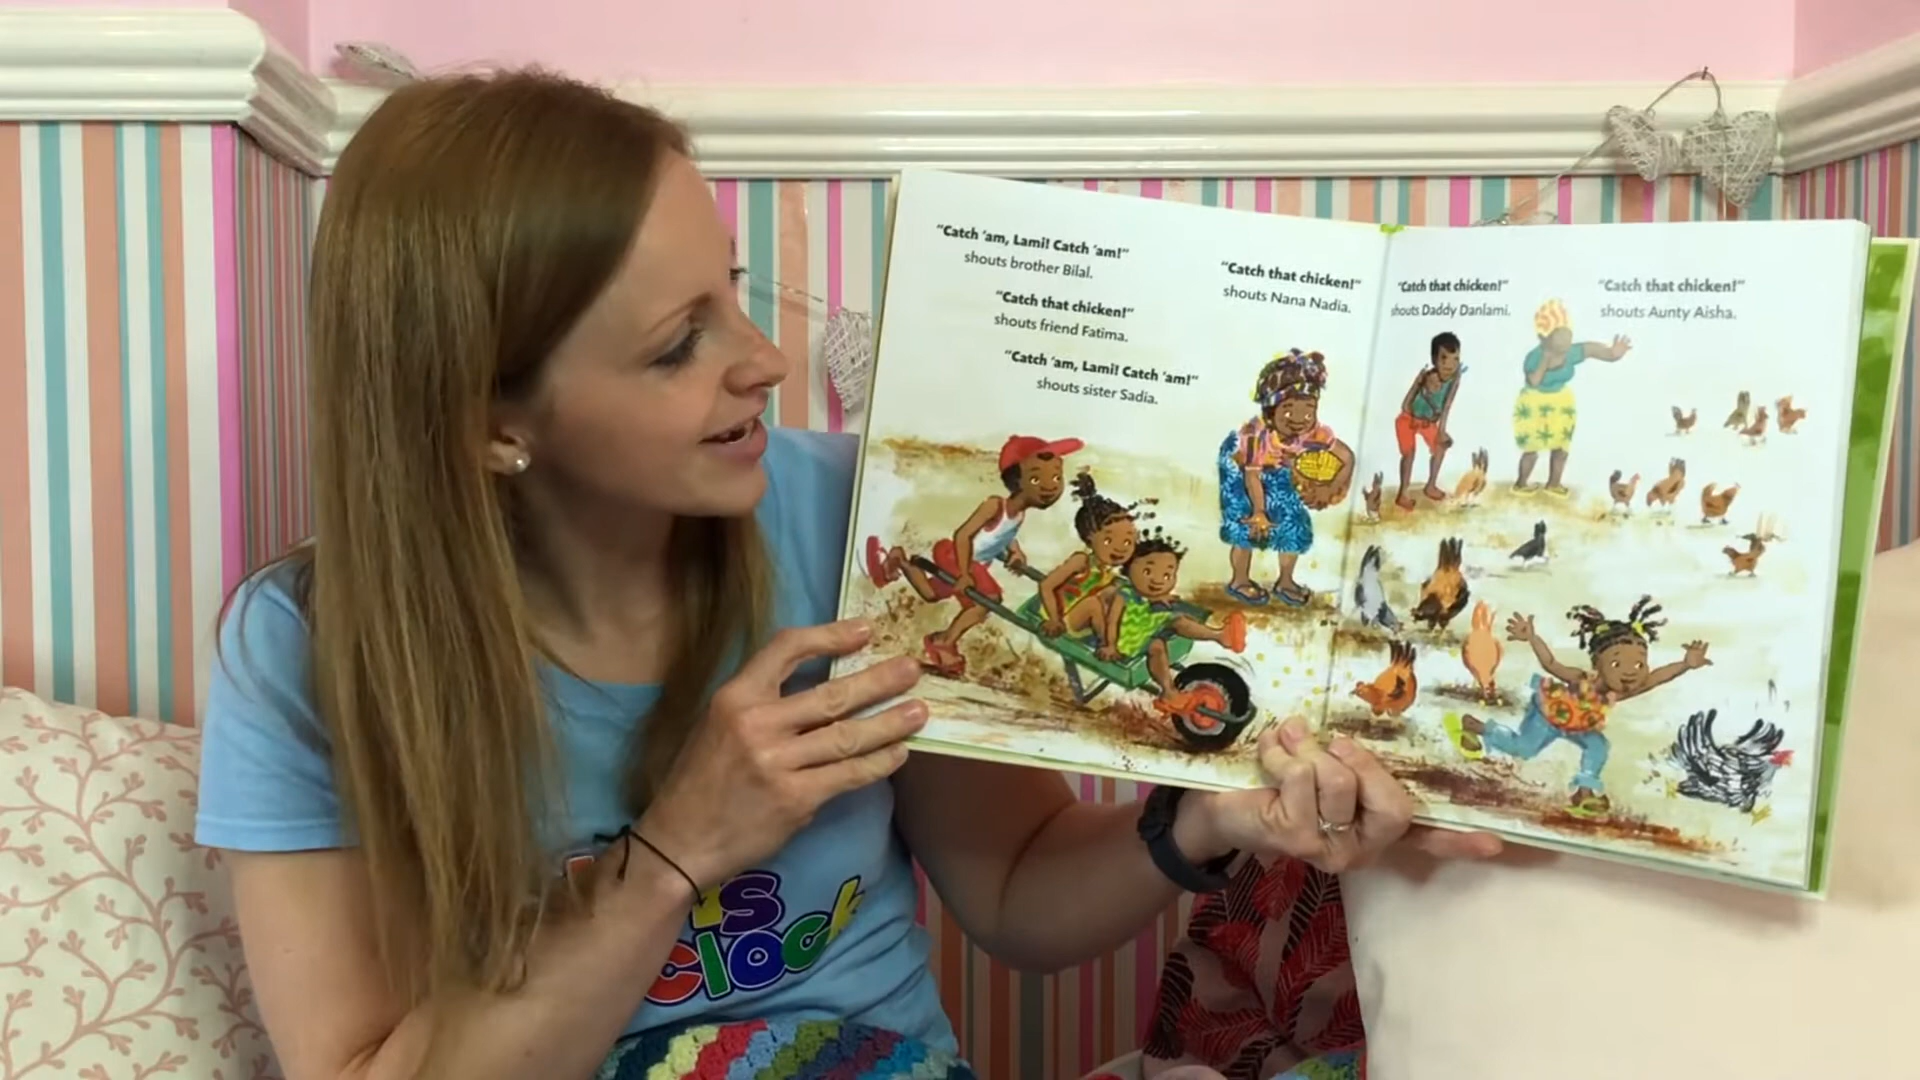 "Catch 'am, Lami! Catch 'am!"
shouts brother Bilal.
"Catch that chicken!"
shouts friend Fatima.
"Catch 'am, Lami! Catch 'am!"
shouts sister Sadia.
"Catch that chicken!"
shouts Nana Nadia.
"Catch that chicken!"
shouts Daddy Danlami.
"Catch that chicken!"
shouts Aunty Aisha.